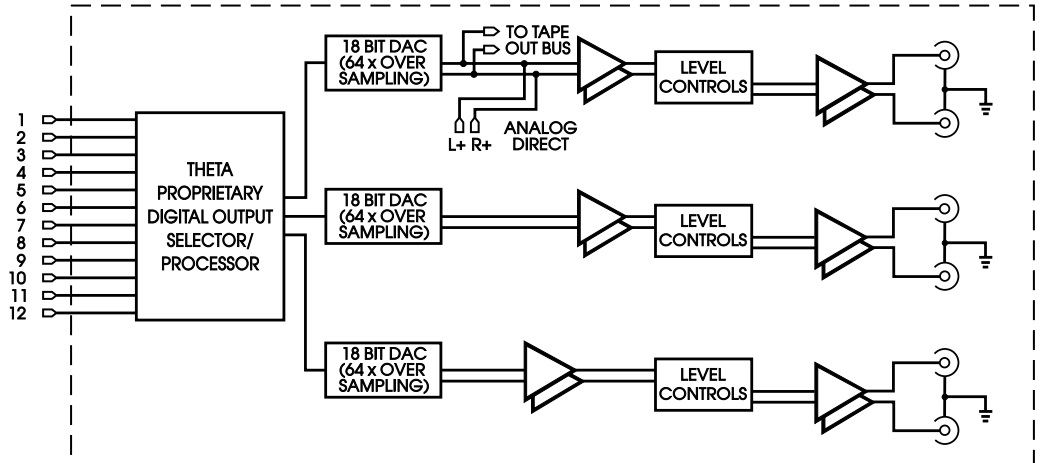 1
2
3
4
5
6
7
8
9
10
11
12
THETA
PROPRIETARY
DIGITAL OUTPUT
SELECTOR/
PROCESSOR
18 BIT DAC
(64 x OVER
SAMPLING)
TO TAPE
OUT BUS
L+ R+
ANALOG
DIRECT
LEVEL
CONTROLS
18 BIT DAC
(64 x OVER
SAMPLING)
LEVEL
CONTROLS
18 BIT DAC
(64 x OVER
SAMPLING)
LEVEL
CONTROLS